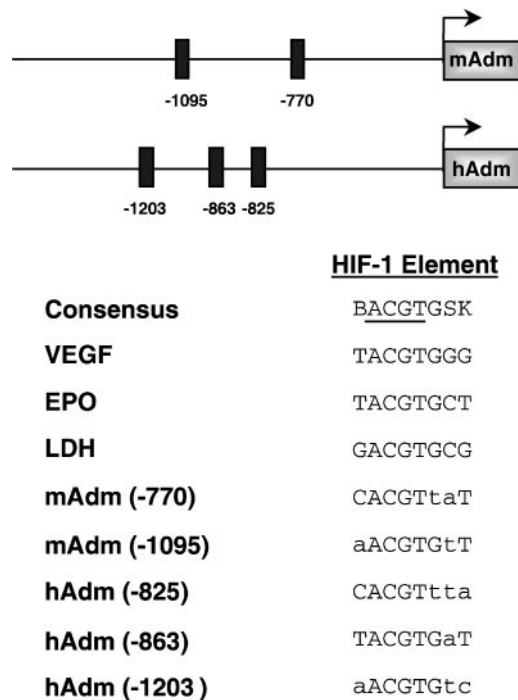 mAdm
-1095 -770
hAdm
-1203 -863 -825
HIF-1 Element
Consensus BACGTGSK
VEGF TACGTGGG
EPO TACGTGCT
LDH GACGTGCG
mAdm (-770) CACGTtaT
mAdm (-1095) aACGTGtT
hAdm (-825) CACGTtta
hAdm (-863) TACGTGaT
hAdm (-1203 ) aACGTGtc